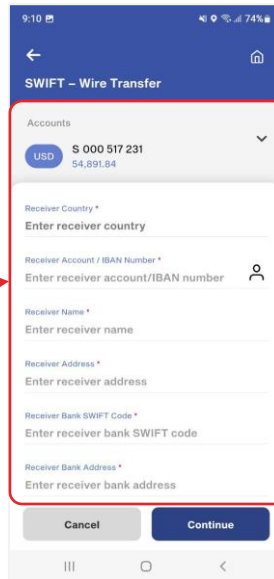 9:10
74%
SWIFT – Wire Transfer
Accounts
USD
S 000 517 231
54,891.84
Receiver Country *
Enter receiver country
Receiver Account / IBAN Number *
Enter receiver account/IBAN number
Receiver Name *
Enter receiver name
Receiver Address *
Enter receiver address
Receiver Bank SWIFT Code *
Enter receiver bank SWIFT code
Receiver Bank Address *
Enter receiver bank address
Cancel
Continue